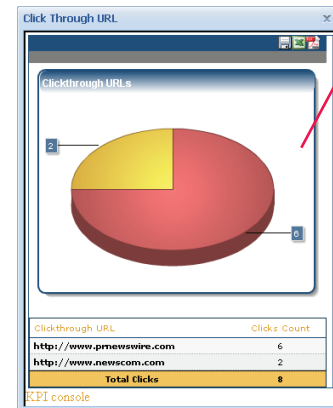 Click Through URL
Clickthrough URLs
2
6
Clickthrough URL Clicks Count
http://www.prnewswire.com 6
http://www.newscom.com 2
Total Clicks 8
KPI console